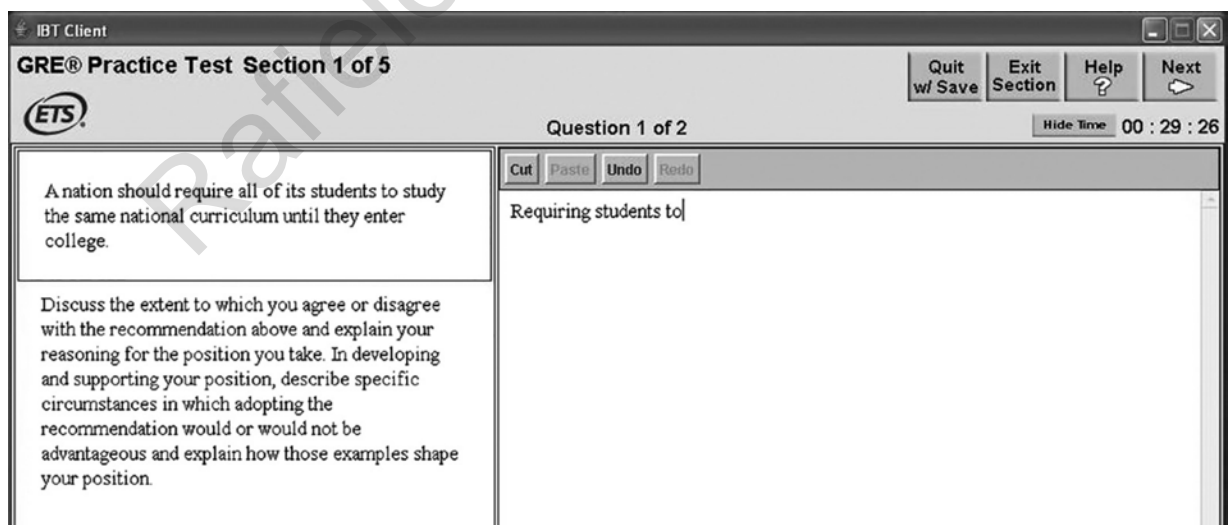 IBT Client
GRE® Practice Test Section 1 of 5
Quit w/ Save
Exit Section
Help ?
Next
ETS®
Question 1 of 2
Hide Time 00 : 29 : 26
Cut Paste Undo Redo
A nation should require all of its students to study
the same national curriculum until they enter
college.
Requiring students to
Discuss the extent to which you agree or disagree
with the recommendation above and explain your
reasoning for the position you take. In developing
and supporting your position, describe specific
circumstances in which adopting the
recommendation would or would not be
advantageous and explain how those examples shape
your position.